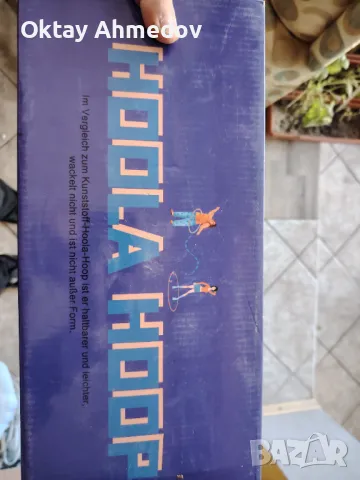 Oktay Ahmedov
HOOLA HOOP
im Vergleich zum Kunststoff-Hoola-Hoop ist er haltbarer und leichter,
wackelt nicht und ist nicht außer Form.
BAZAR